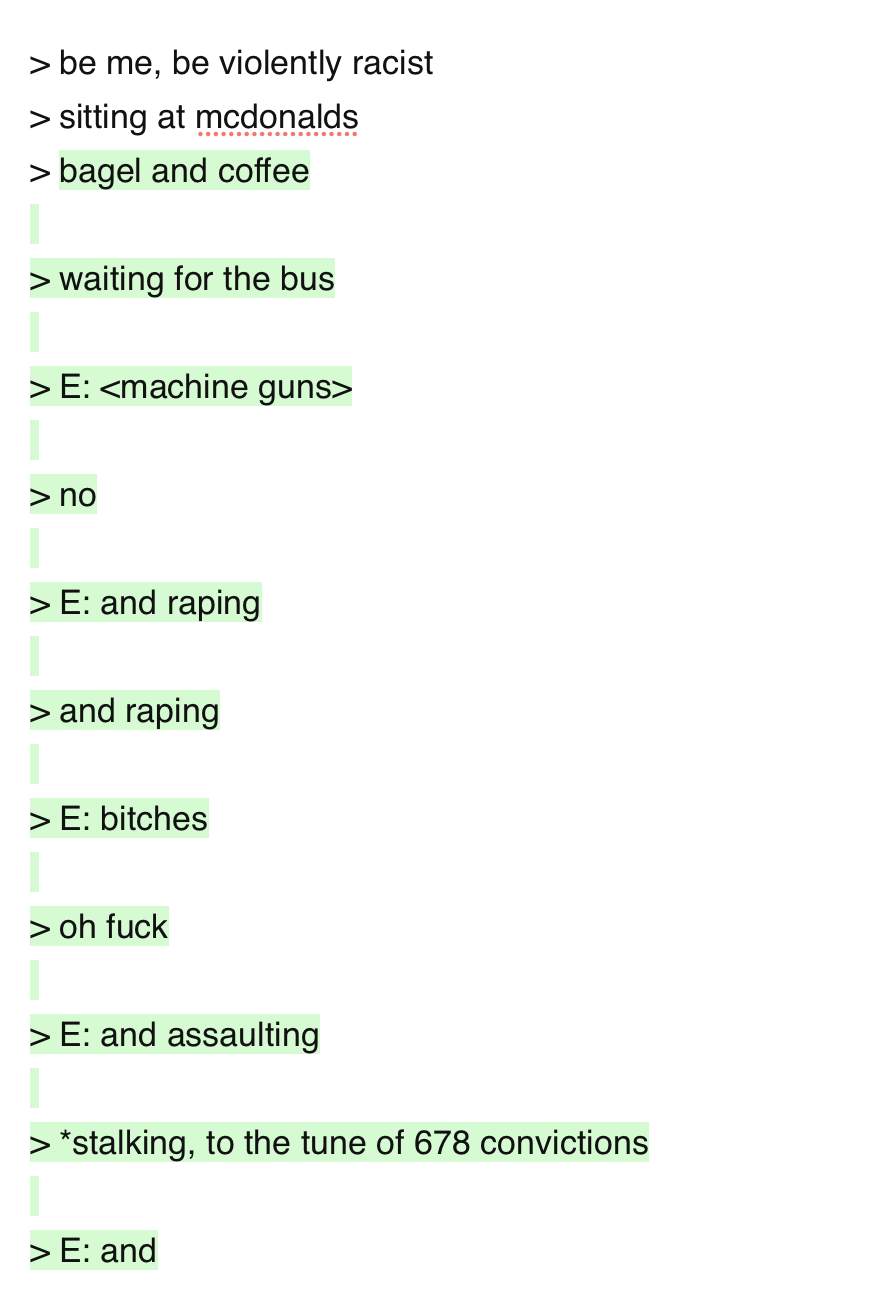 > be me, be violently racist
> sitting at mcdonalds
> bagel and coffee
> waiting for the bus
> E: <machine guns>
> no
> E: and raping
> and raping
> E: bitches
> oh fuck
> E: and assaulting
> *stalking, to the tune of 678 convictions
> E: and